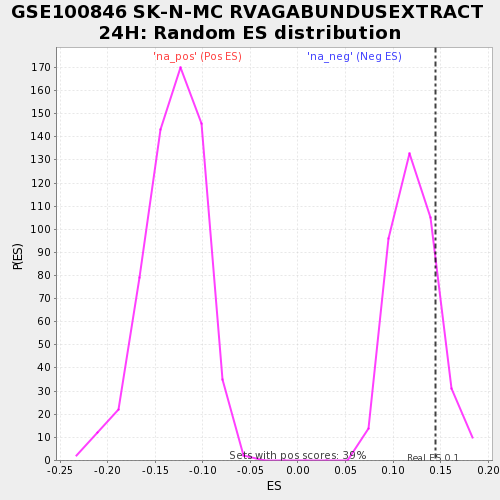 GSE100846 SK-N-MC RVAGABUNDUSEXTRACT
24H: Random ES distribution
'na_pos' (Pos ES) 'na_neg' (Neg ES)
170
160
150
140
130
120
110
100
90
80
70
60
50
40
30
20
10
0
P(ES)
Sets with pos scores: 39%
Real ES 0.1
-0.25 -0.20 -0.15 -0.10 -0.05 0.00 0.05 0.10 0.15 0.20
ES